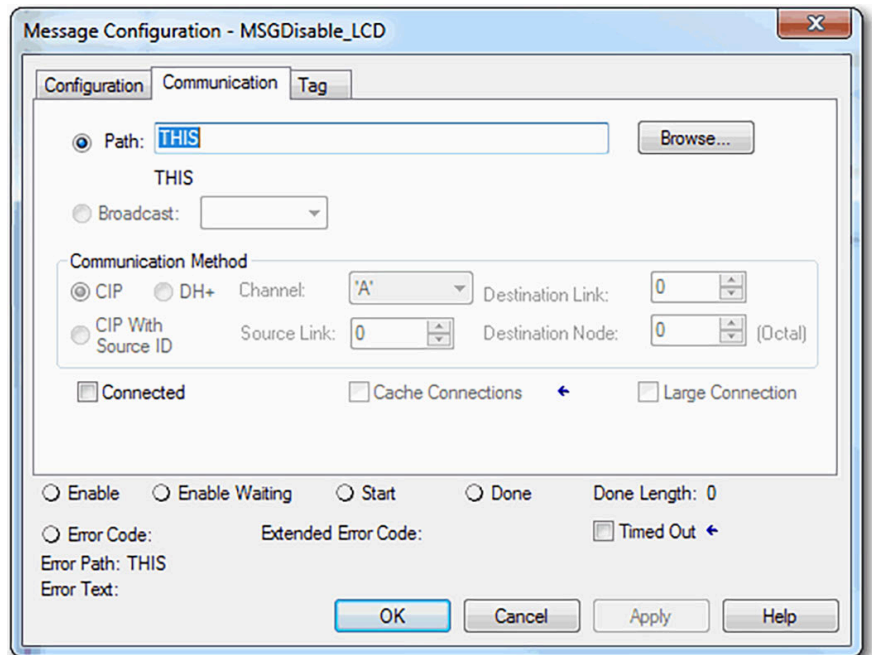 Message Configuration - MSGDisable_LCD
Configuration Communication Tag
Path: THIS Browse...
THIS
Broadcast:
Communication Method
CIP DH+ Channel: 'A' Destination Link: 0
CIP With
Source ID Source Link: 0 Destination Node: 0 (Octal)
Connected Cache Connections Large Connection
Enable Enable Waiting Start Done Done Length: 0
Error Code: Extended Error Code: Timed Out
Error Path: THIS
Error Text:
OK Cancel Apply Help